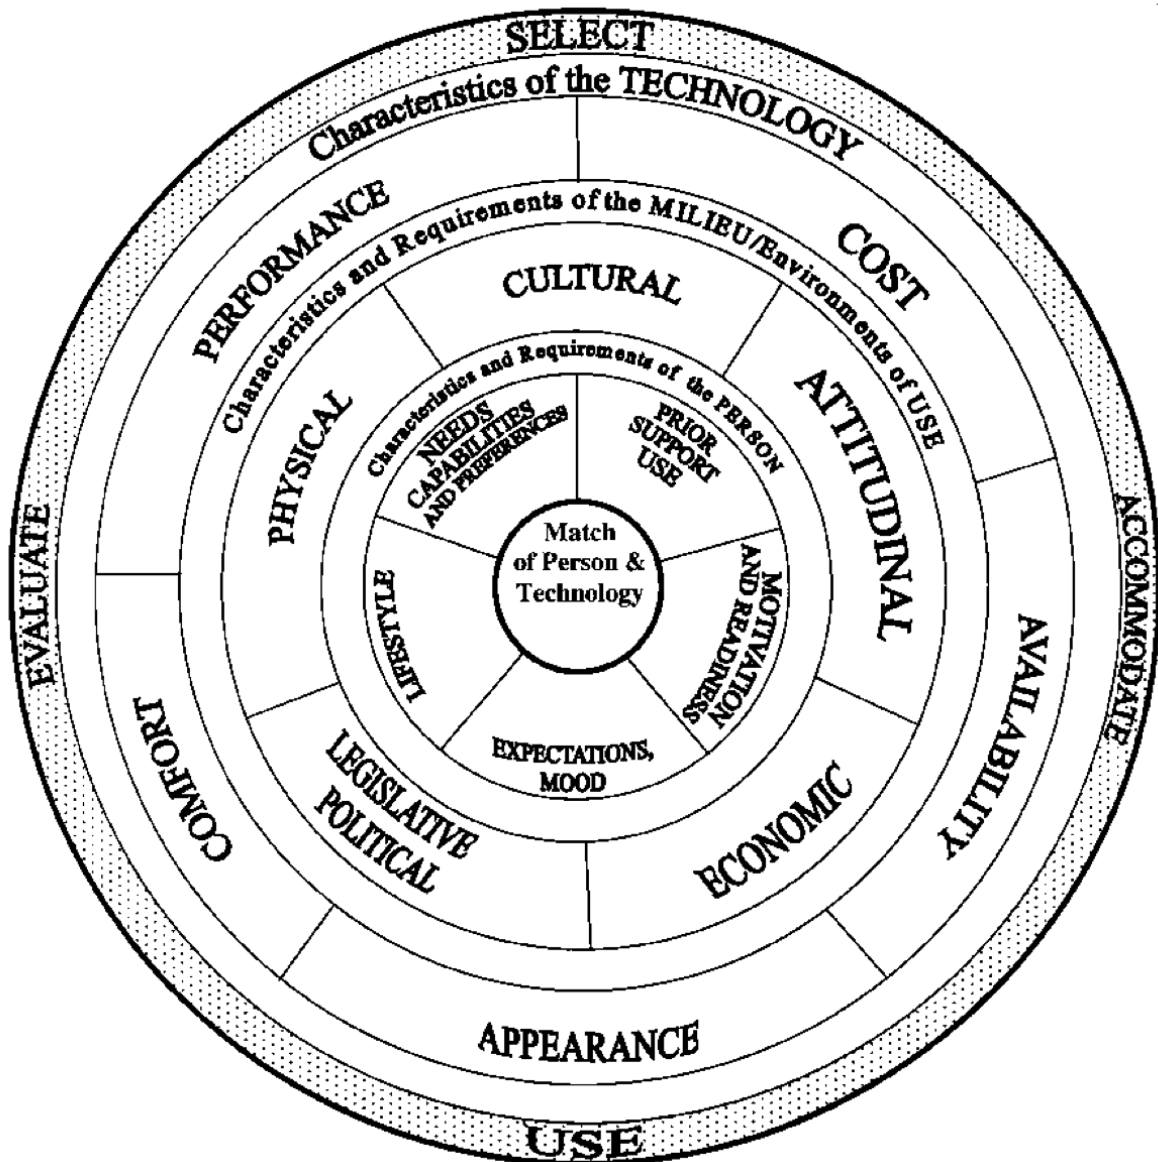 SELECT
Characteristics of the TECHNOLOGY
PERFORMANCE
COST
Characteristics and Requirements of the MILIEU/Environments of USE
CULTURAL
PHYSICAL
ATTITUDINAL
Characteristics and Requirements of the PERSON
NEEDS
CAPABILITIES
AND PREFERENCES
PRIOR
SUPPORT
USE
Match
of Person &
Technology
LIFESTYLE
MOTIVATION
AND READINESS
EXPECTATIONS,
MOOD
LEGISLATIVE
POLITICAL
ECONOMIC
EVALUATE
ACCOMMODATE
COMFORT
AVAILABILITY
APPEARANCE
USE